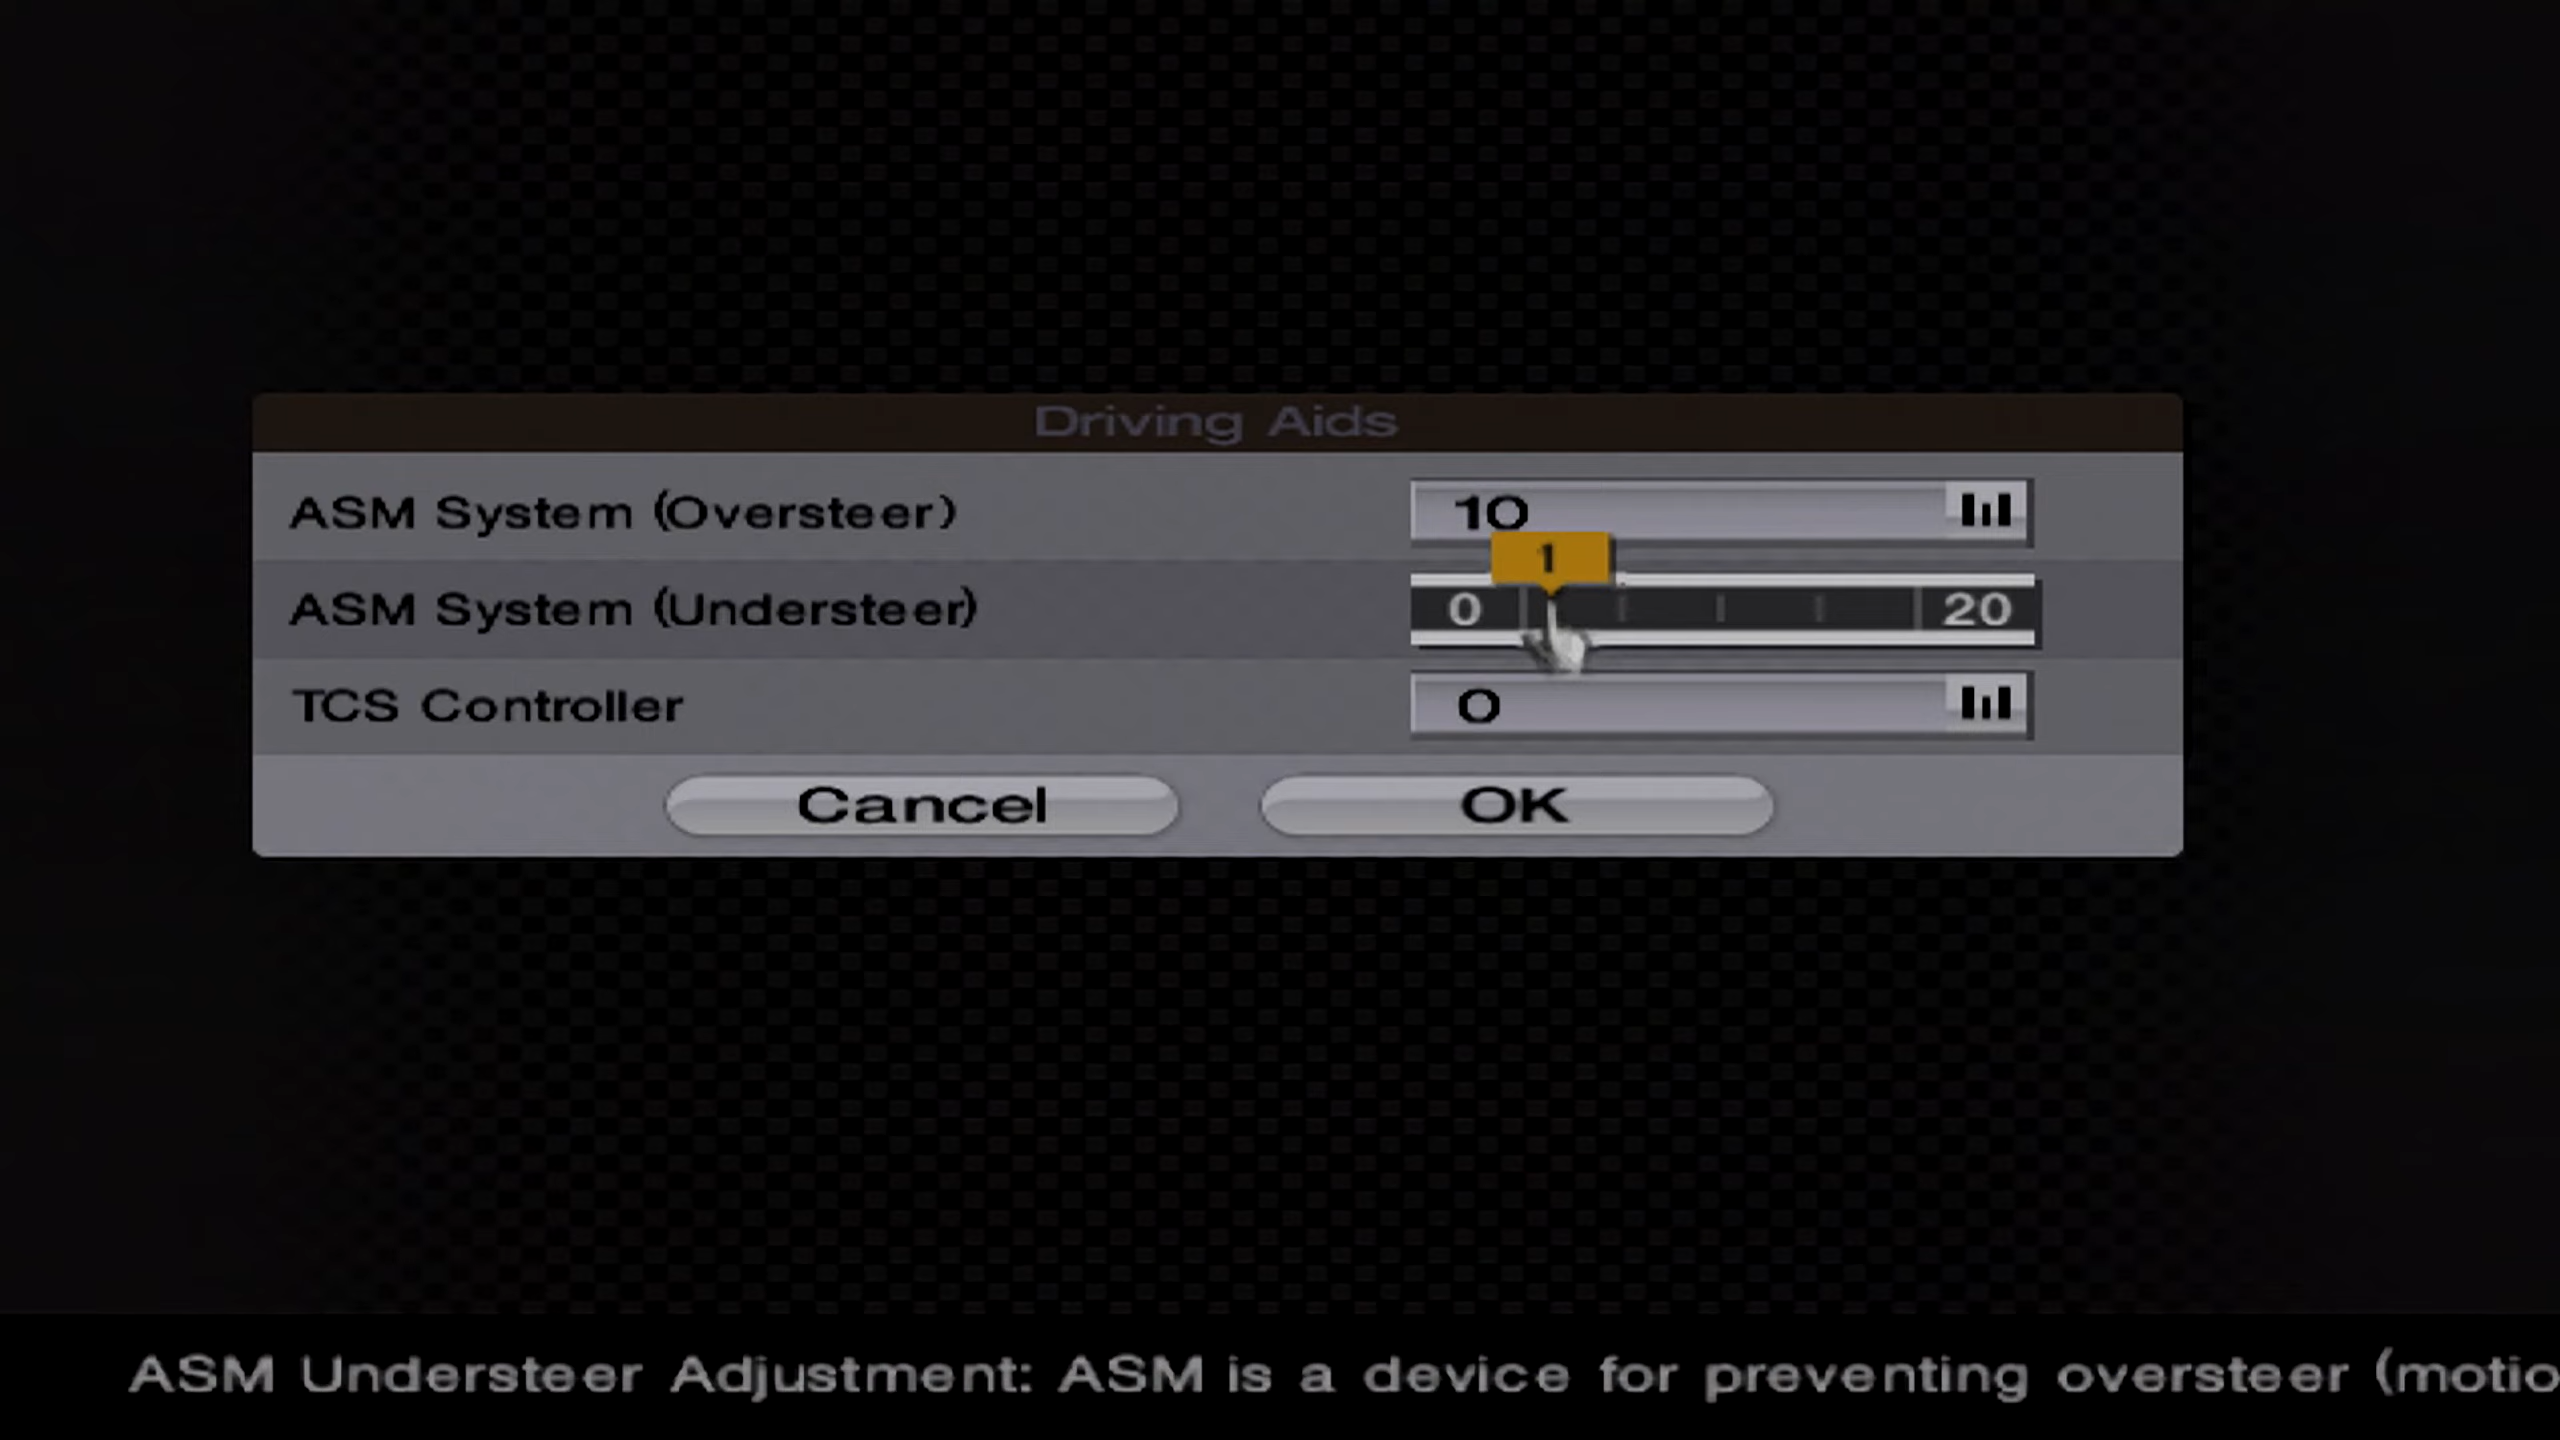 Driving Aids
ASM System (Oversteer) 10
1
ASM System (Understeer) 0 20
TCS Controller 0
Cancel OK
ASM Understeer Adjustment: ASM is a device for preventing oversteer (motio